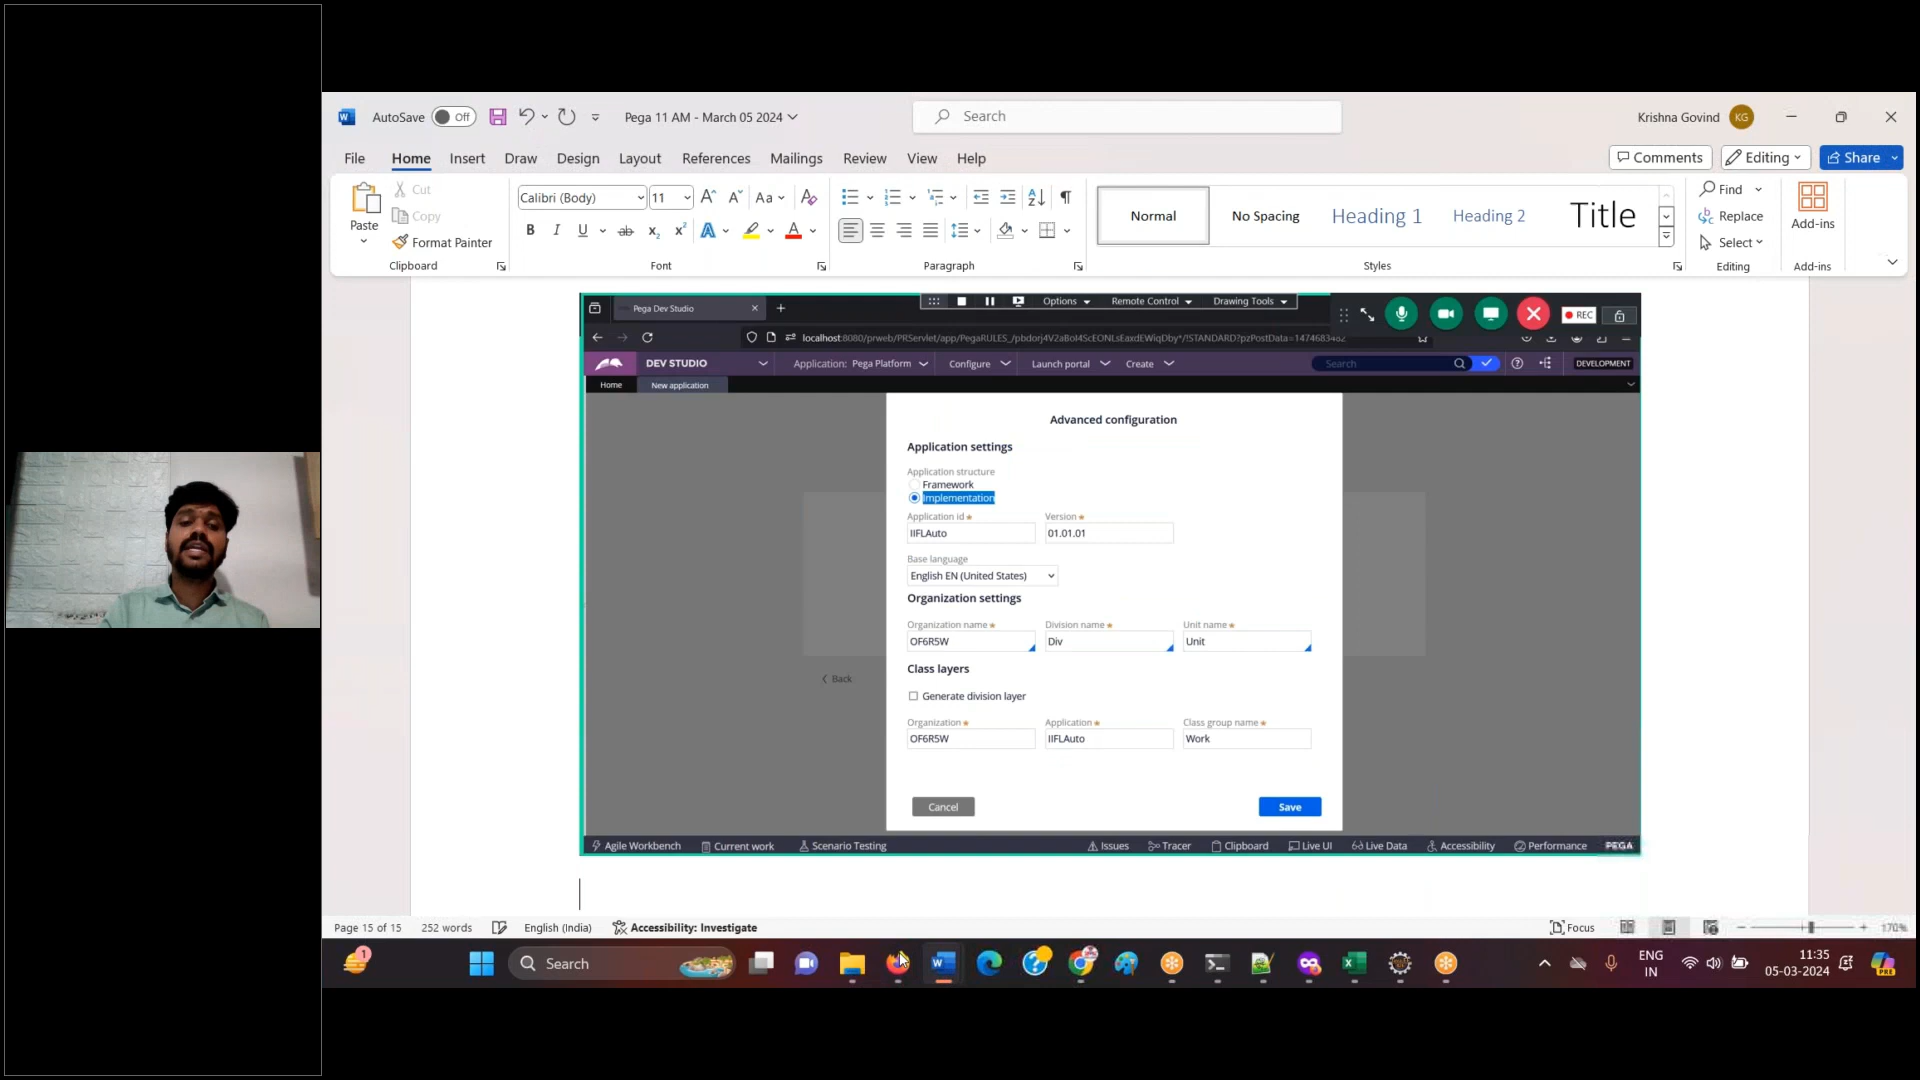 AutoSave Off Pega 11 AM - March 05 2024 Search Krishna Govind KG
File Home Insert Draw Design Layout References Mailings Review View Help Comments Editing Share
Paste Cut Copy Format Painter Calibri (Body) 11 Aa Normal No Spacing Heading 1 Heading 2 Title Find Replace Select Add-ins
Clipboard Font Paragraph Styles Editing Add-ins
Pega Dev Studio Options Remote Control Drawing Tools REC
DEV STUDIO Application: Pega Platform Configure Launch portal Create Search DEVELOPMENT
Home New application
Advanced configuration
Application settings
Application structure
Framework
Implementation
Application id Version
IIFLAuto 01.01.01
Base language
English EN (United States)
Organization settings
Organization name Division name Unit name
OF6R5W Div Unit
Class layers
Back
Generate division layer
Organization Application Class group name
OF6R5W IIFLAuto Work
Cancel Save
Agile Workbench Current work Scenario Testing Issues Tracer Clipboard Live UI Live Data Accessibility Performance PEGA
Page 15 of 15 252 words English (India) Accessibility: Investigate Focus 170%
Search ENG IN 11:35 05-03-2024